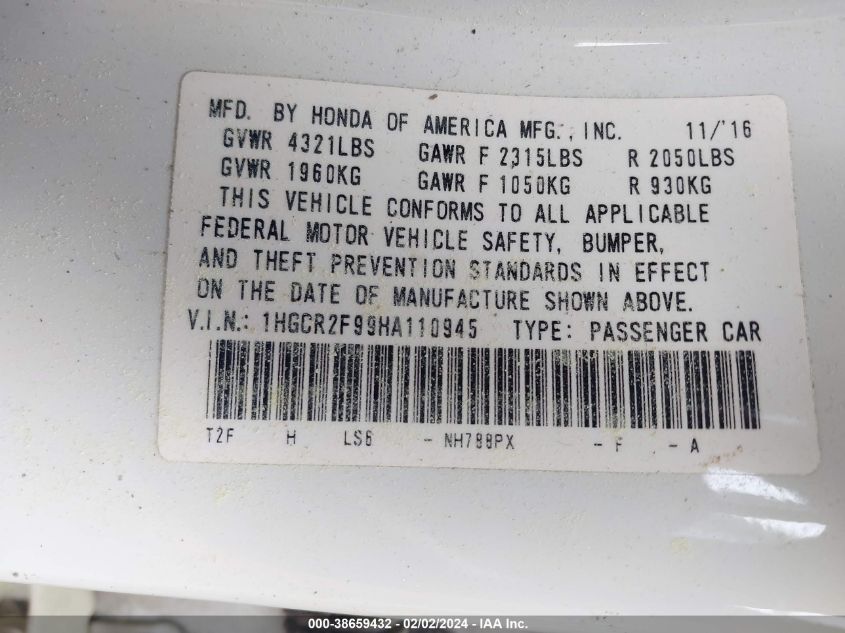 MFD. BY HONDA OF AMERICA MFG., INC. 11/'16
GVWR 4321LBS GAWR F 2315LBS R 2050LBS
GVWR 1960KG GAWR F 1050KG R 930KG
THIS VEHICLE CONFORMS TO ALL APPLICABLE
FEDERAL MOTOR VEHICLE SAFETY, BUMPER,
AND THEFT PREVENTION STANDARDS IN EFFECT
ON THE DATE OF MANUFACTURE SHOWN ABOVE.
V.I.N.: 1HGCR2F99HA110945 TYPE: PASSENGER CAR
T2F H LS6 - NH788PX - F - A
000-38659432 - 02/02/2024 - IAA Inc.